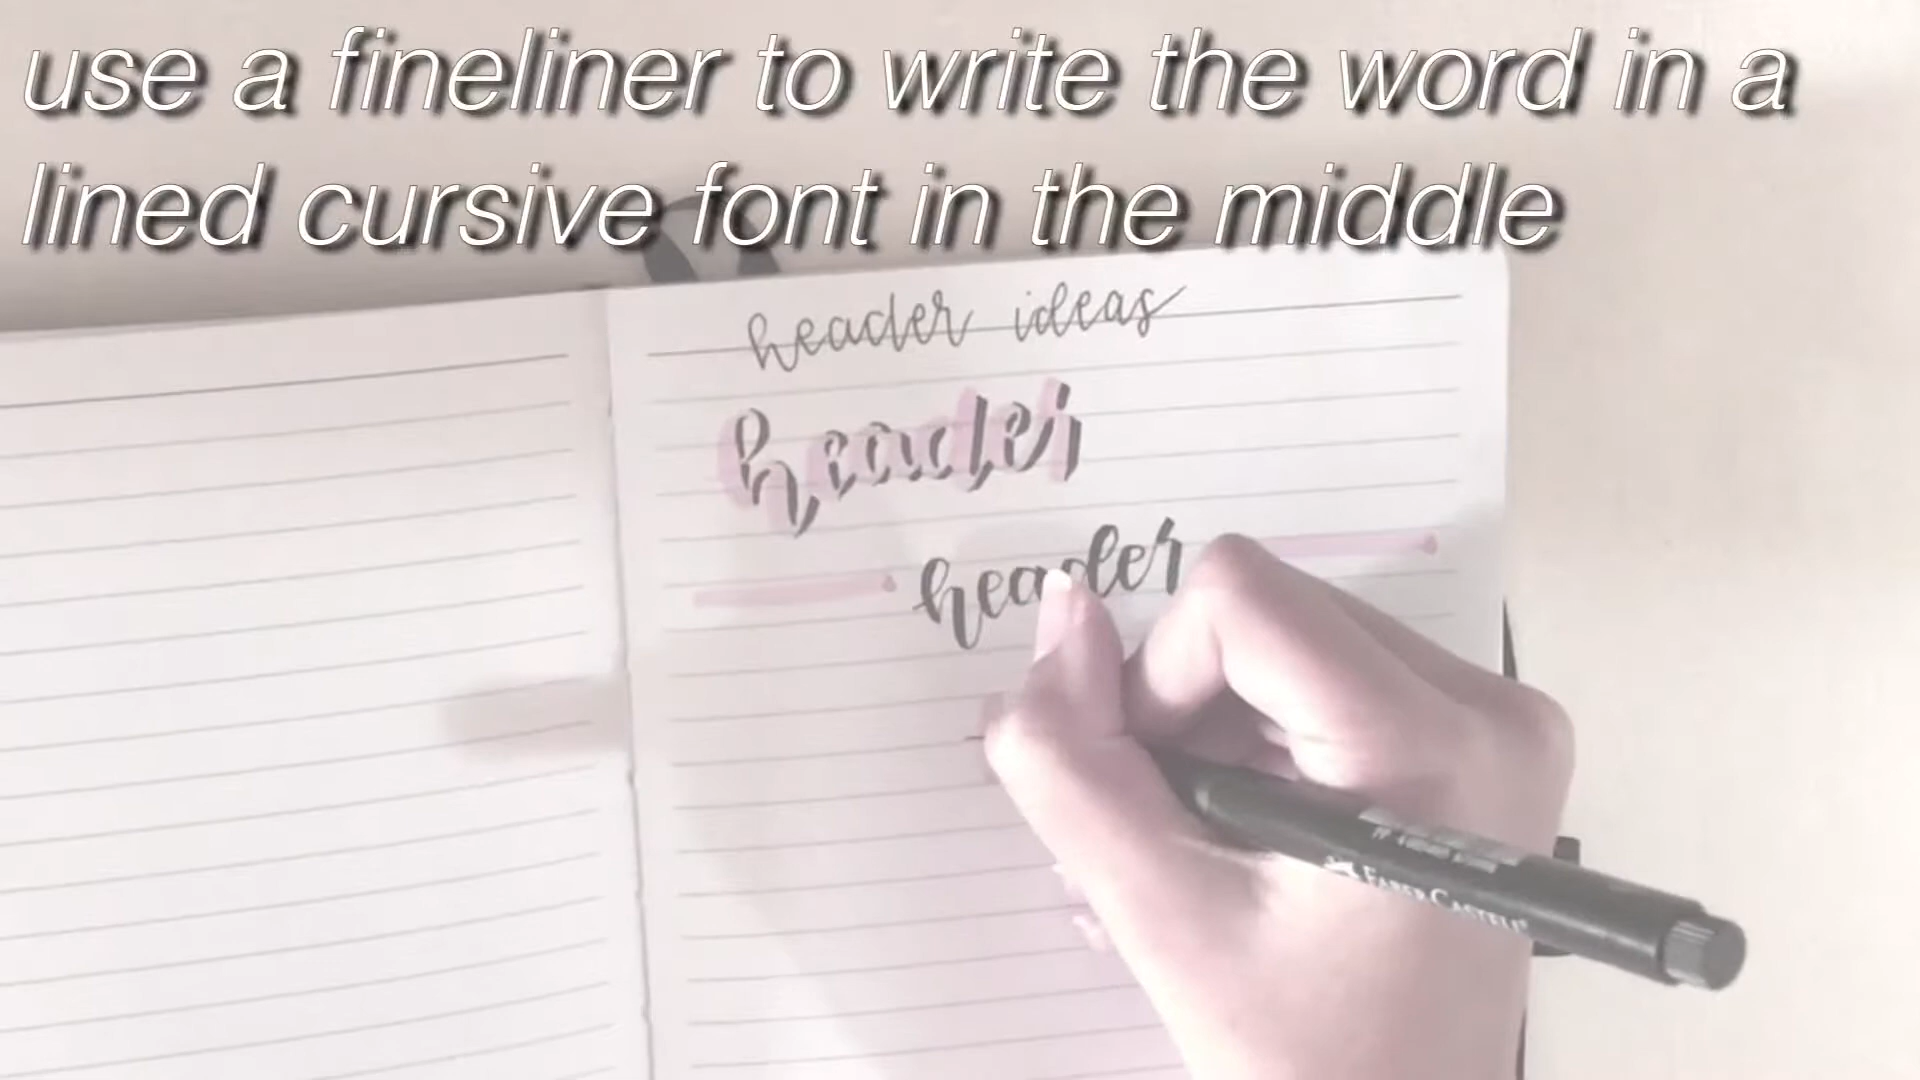 use a fineliner to write the word in a
lined cursive font in the middle
header ideas
header
header
FABER CASTELL